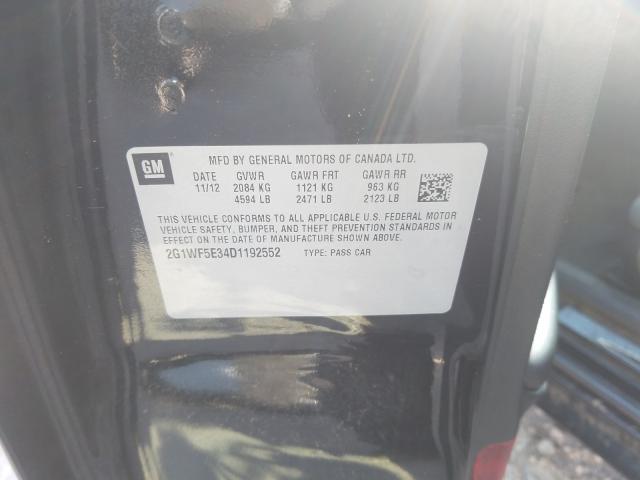 GM
MFD BY GENERAL MOTORS OF CANADA LTD.
DATE GVWR GAWR FRT GAWR RR
11/12 2084 KG 1121 KG 963 KG
4594 LB 2471 LB 2123 LB
THIS VEHICLE CONFORMS TO ALL APPLICABLE U.S. FEDERAL MOTOR
VEHICLE SAFETY, BUMPER, AND THEFT PREVENTION STANDARDS IN
EFFECT ON THE DATE OF MANUFACTURE SHOWN ABOVE.
2G1WF5E34D1192552 TYPE: PASS CAR